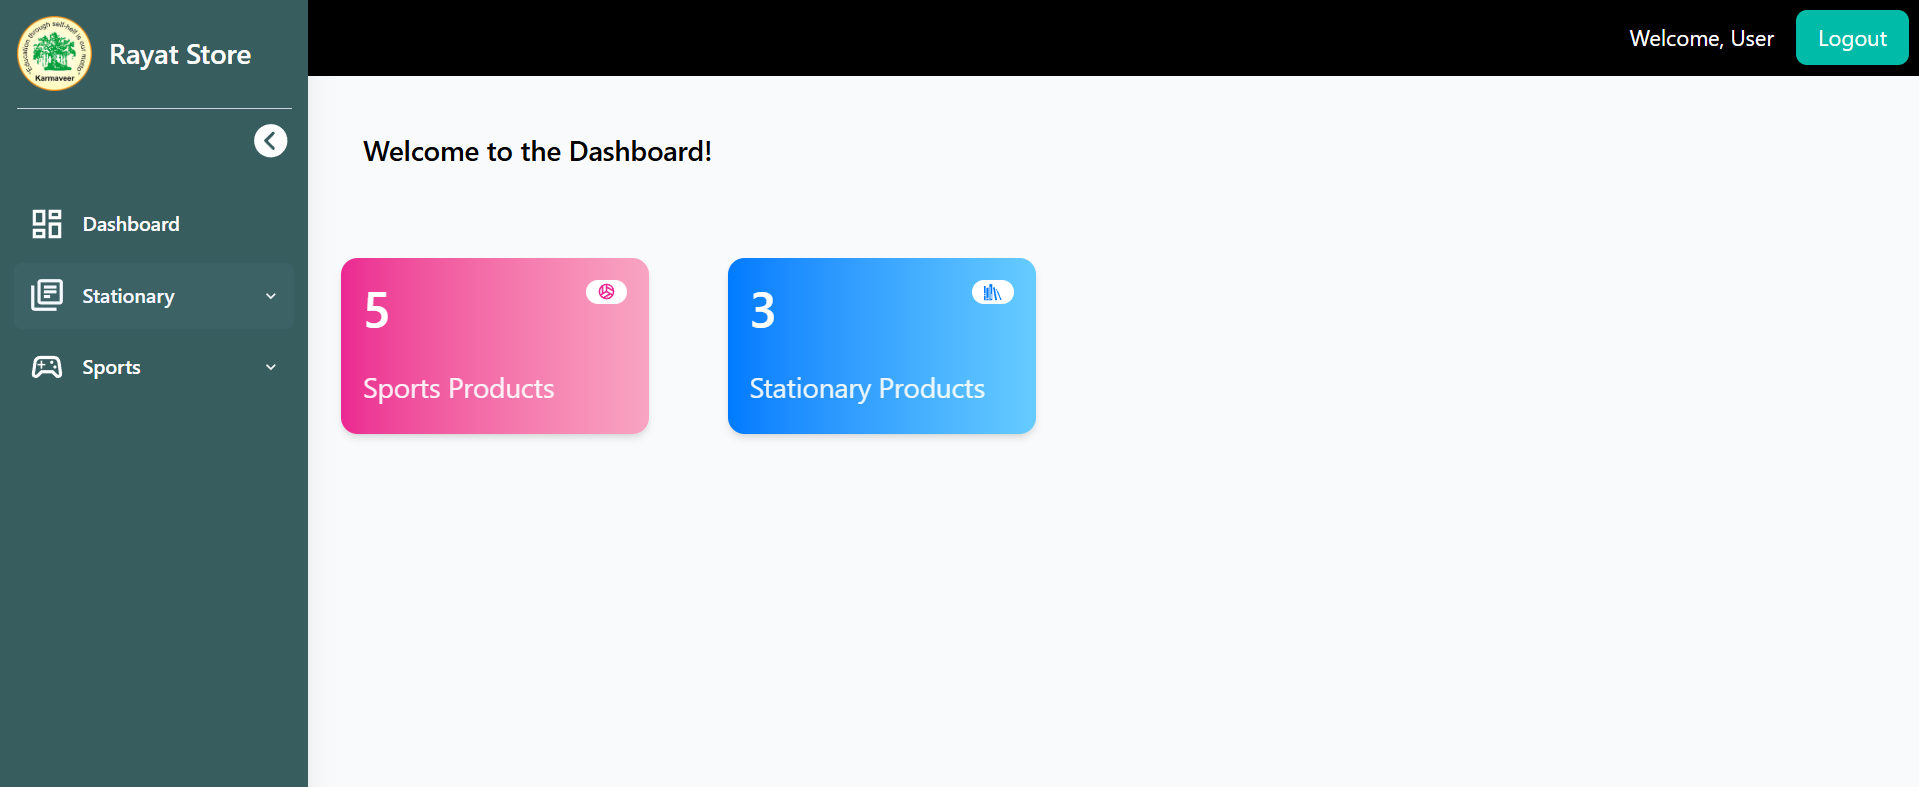 Education through self-help is our motto
Karmaveer
Rayat Store
Welcome, User
Logout
Welcome to the Dashboard!
Dashboard
Stationary
Sports
5
Sports Products
3
Stationary Products